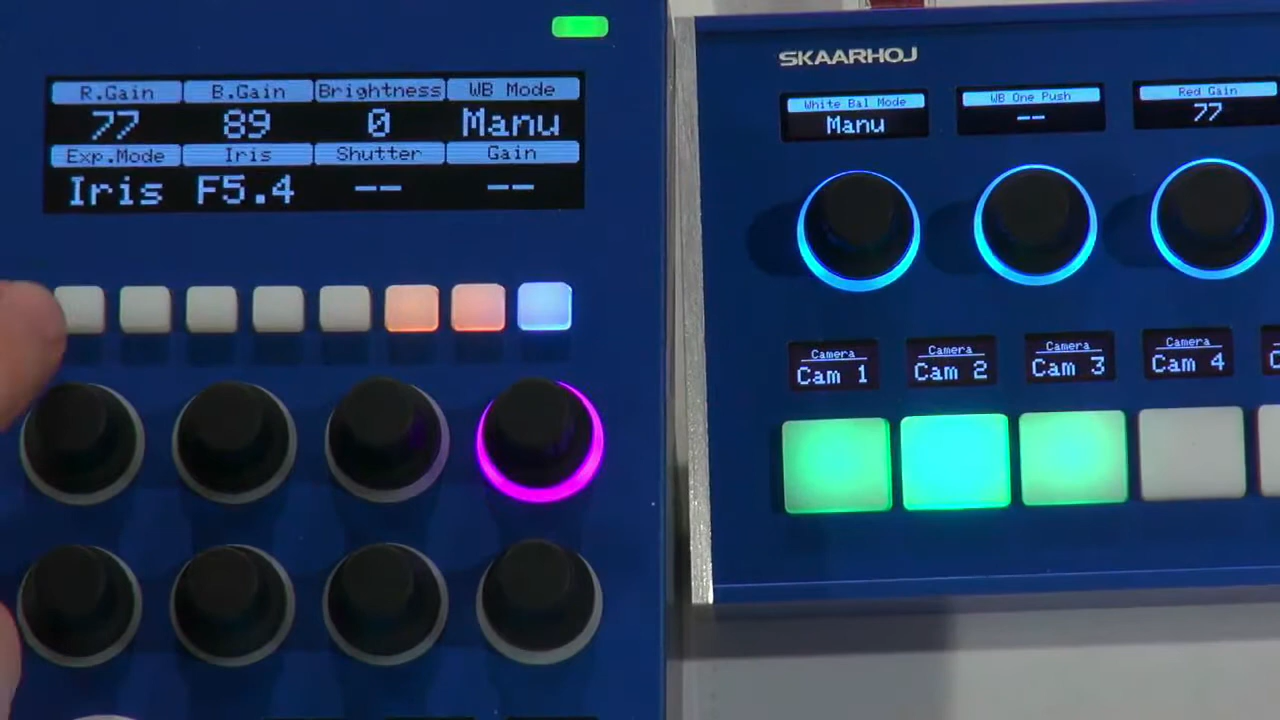 R.Gain B.Gain Brightness WB Mode
77 89 0 Manu
Exp.Mode Iris Shutter Gain
Iris F5.4 -- --
SKAARHOJ
White Bal Mode WB One Push Red Gain
Manu -- 77
Camera Camera Camera Camera
Cam 1 Cam 2 Cam 3 Cam 4